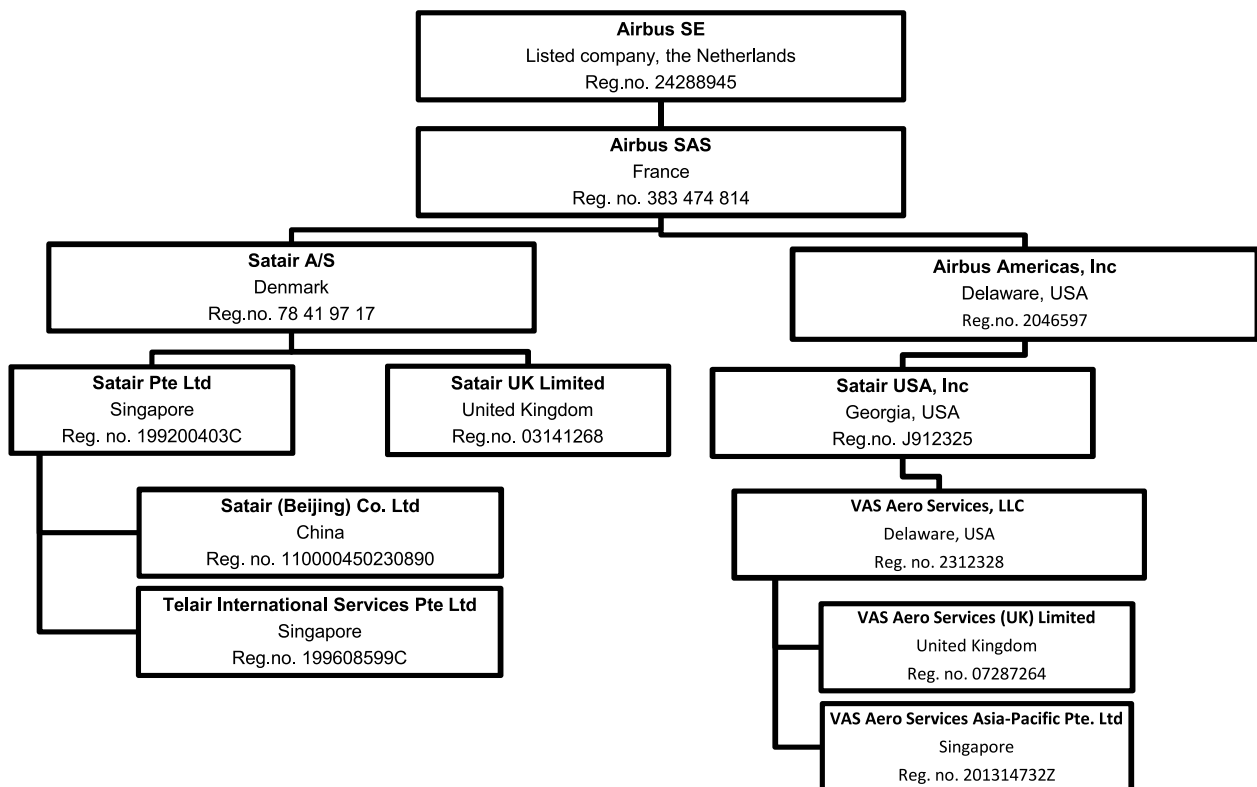 Airbus SE
Listed company, the Netherlands
Reg.no. 24288945
Airbus SAS
France
Reg. no. 383 474 814
Satair A/S
Denmark
Reg.no. 78 41 97 17
Airbus Americas, Inc
Delaware, USA
Reg.no. 2046597
Satair Pte Ltd
Singapore
Reg. no. 199200403C
Satair UK Limited
United Kingdom
Reg.no. 03141268
Satair USA, Inc
Georgia, USA
Reg.no. J912325
Satair (Beijing) Co. Ltd
China
Reg. no. 110000450230890
Telair International Services Pte Ltd
Singapore
Reg.no. 199608599C
VAS Aero Services, LLC
Delaware, USA
Reg. no. 2312328
VAS Aero Services (UK) Limited
United Kingdom
Reg. no. 07287264
VAS Aero Services Asia-Pacific Pte. Ltd
Singapore
Reg. no. 201314732Z